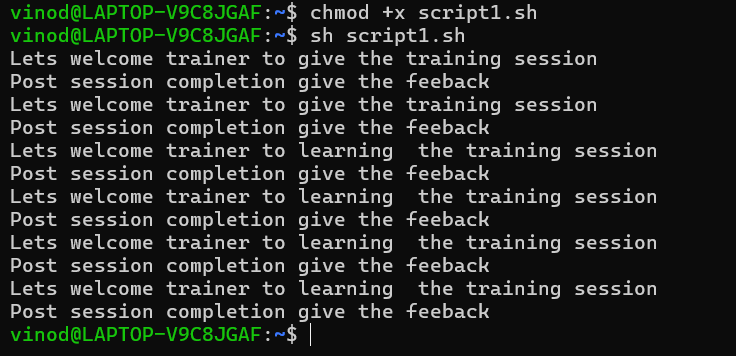 vinod@LAPTOP-V9C8JGAF:~$ chmod +x script1.sh
vinod@LAPTOP-V9C8JGAF:~$ sh script1.sh
Lets welcome trainer to give the training session
Post session completion give the feeback
Lets welcome trainer to give the training session
Post session completion give the feeback
Lets welcome trainer to learning  the training session
Post session completion give the feeback
Lets welcome trainer to learning  the training session
Post session completion give the feeback
Lets welcome trainer to learning  the training session
Post session completion give the feeback
Lets welcome trainer to learning  the training session
Post session completion give the feeback
vinod@LAPTOP-V9C8JGAF:~$